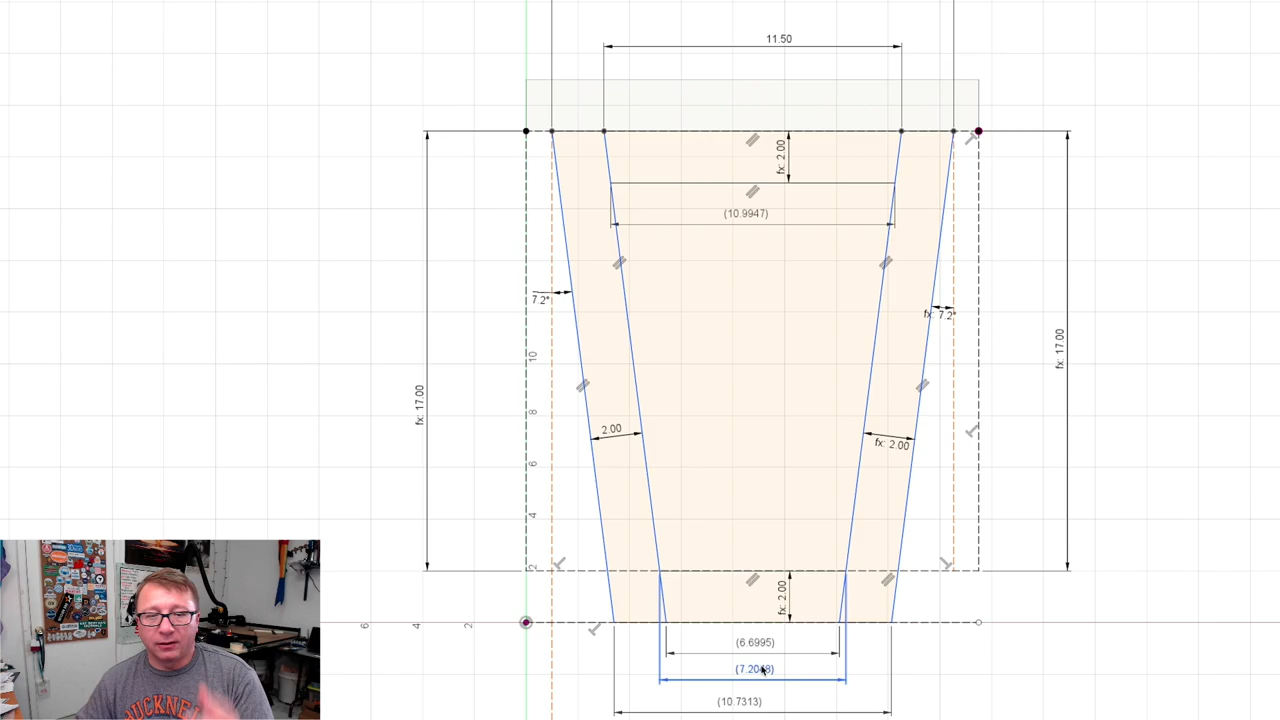 11.50
fx: 2.00
(10.9947)
7.2°
fx: 7.2°
fx: 17.00
10
fx: 17.00
8
2.00
fx: 2.00
6
4
2
fx: 2.00
6
4
2
(6.6995)
(10.7313)